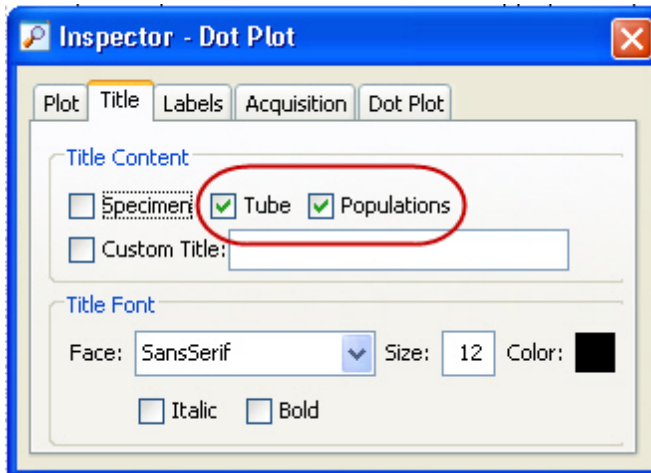 Inspector - Dot Plot
Plot Title Labels Acquisition Dot Plot
Title Content
Specimen Tube Populations
Custom Title:
Title Font
Face: SansSerif Size: 12 Color:
Italic Bold